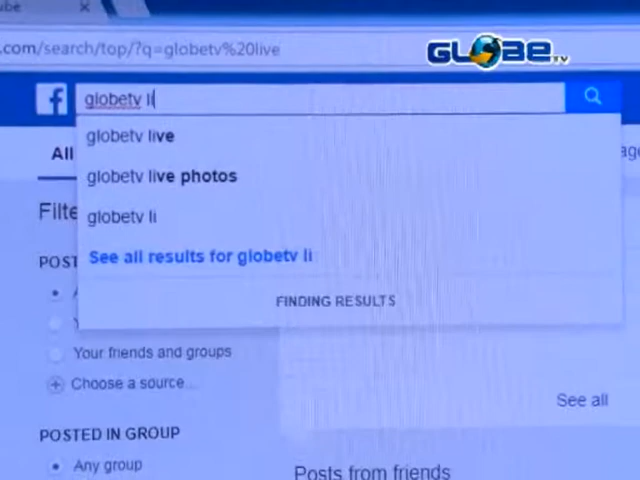 .com/search/top/?q=globetv%20live
GLOBE TV
f
globetv li
globetv live
globetv live photos
globetv li
See all results for globetv li
FINDING RESULTS
All
Filte
POST
Your friends and groups
Choose a source...
See all
POSTED IN GROUP
Any group
Posts from friends